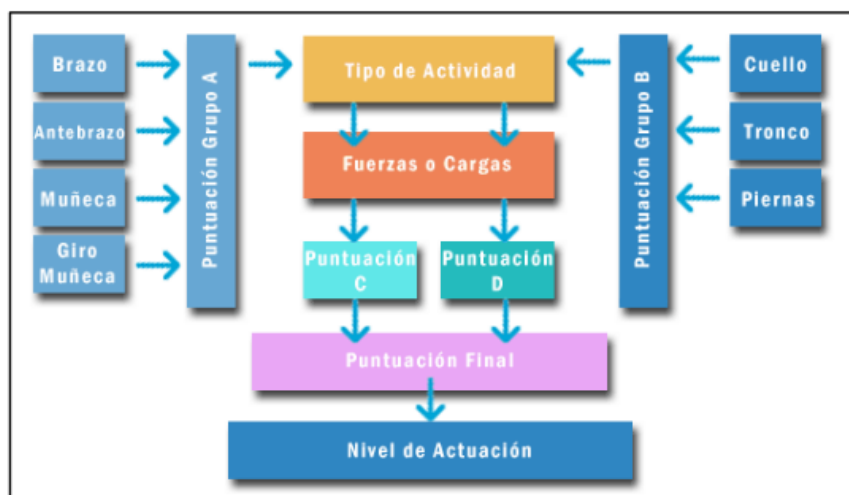 Brazo
Antebrazo
Muñeca
Giro
Muñeca
Puntuación Grupo A
Tipo de Actividad
Fuerzas o Cargas
Puntuación
C
Puntuación
D
Puntuación Final
Nivel de Actuación
Puntuación Grupo B
Cuello
Tronco
Piernas